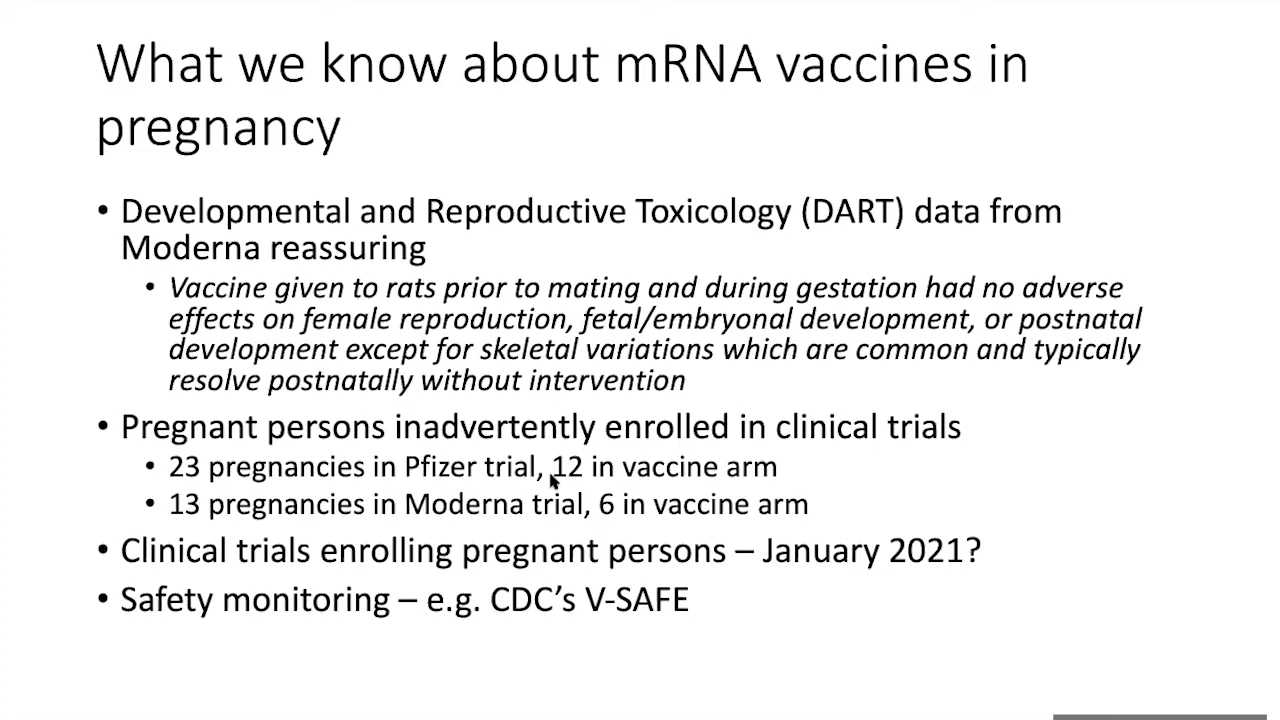 What we know about mRNA vaccines in
pregnancy
• Developmental and Reproductive Toxicology (DART) data from
Moderna reassuring
• Vaccine given to rats prior to mating and during gestation had no adverse
effects on female reproduction, fetal/embryonal development, or postnatal
development except for skeletal variations which are common and typically
resolve postnatally without intervention
• Pregnant persons inadvertently enrolled in clinical trials
• 23 pregnancies in Pfizer trial, 12 in vaccine arm
• 13 pregnancies in Moderna trial, 6 in vaccine arm
• Clinical trials enrolling pregnant persons – January 2021?
• Safety monitoring – e.g. CDC’s V-SAFE